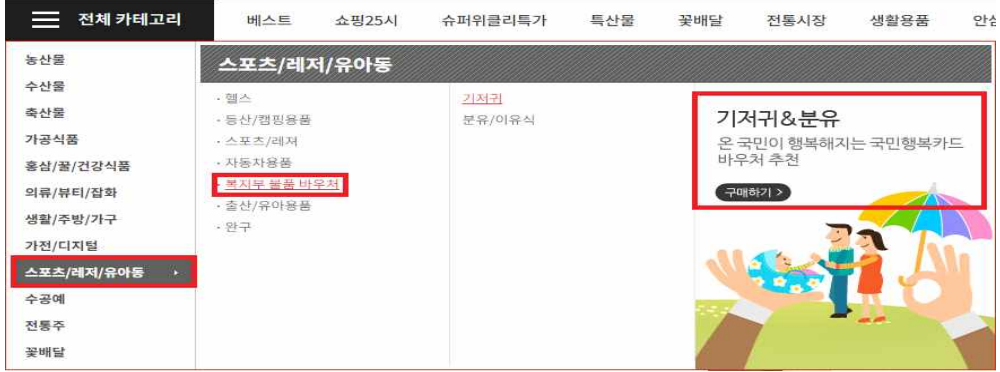 전체 카테고리
베스트 쇼핑25시 슈퍼위클리특가 특산물 꽃배달 전통시장 생활용품
농산물
수산물
축산물
가공식품
홍삼/꿀/건강식품
의류/뷰티/잡화
생활/주방/가구
가전/디지털
스포츠/레저/유아동
수공예
전통주
꽃배달
스포츠/레저/유아동
· 헬스
· 등산/캠핑용품
· 스포츠/레져
· 자동차용품
· 복지부 물품 바우처
· 출산/유아용품
· 완구
기저귀
분유/이유식
기저귀&분유
온 국민이 행복해지는 국민행복카드
바우처 추천
구매하기 >